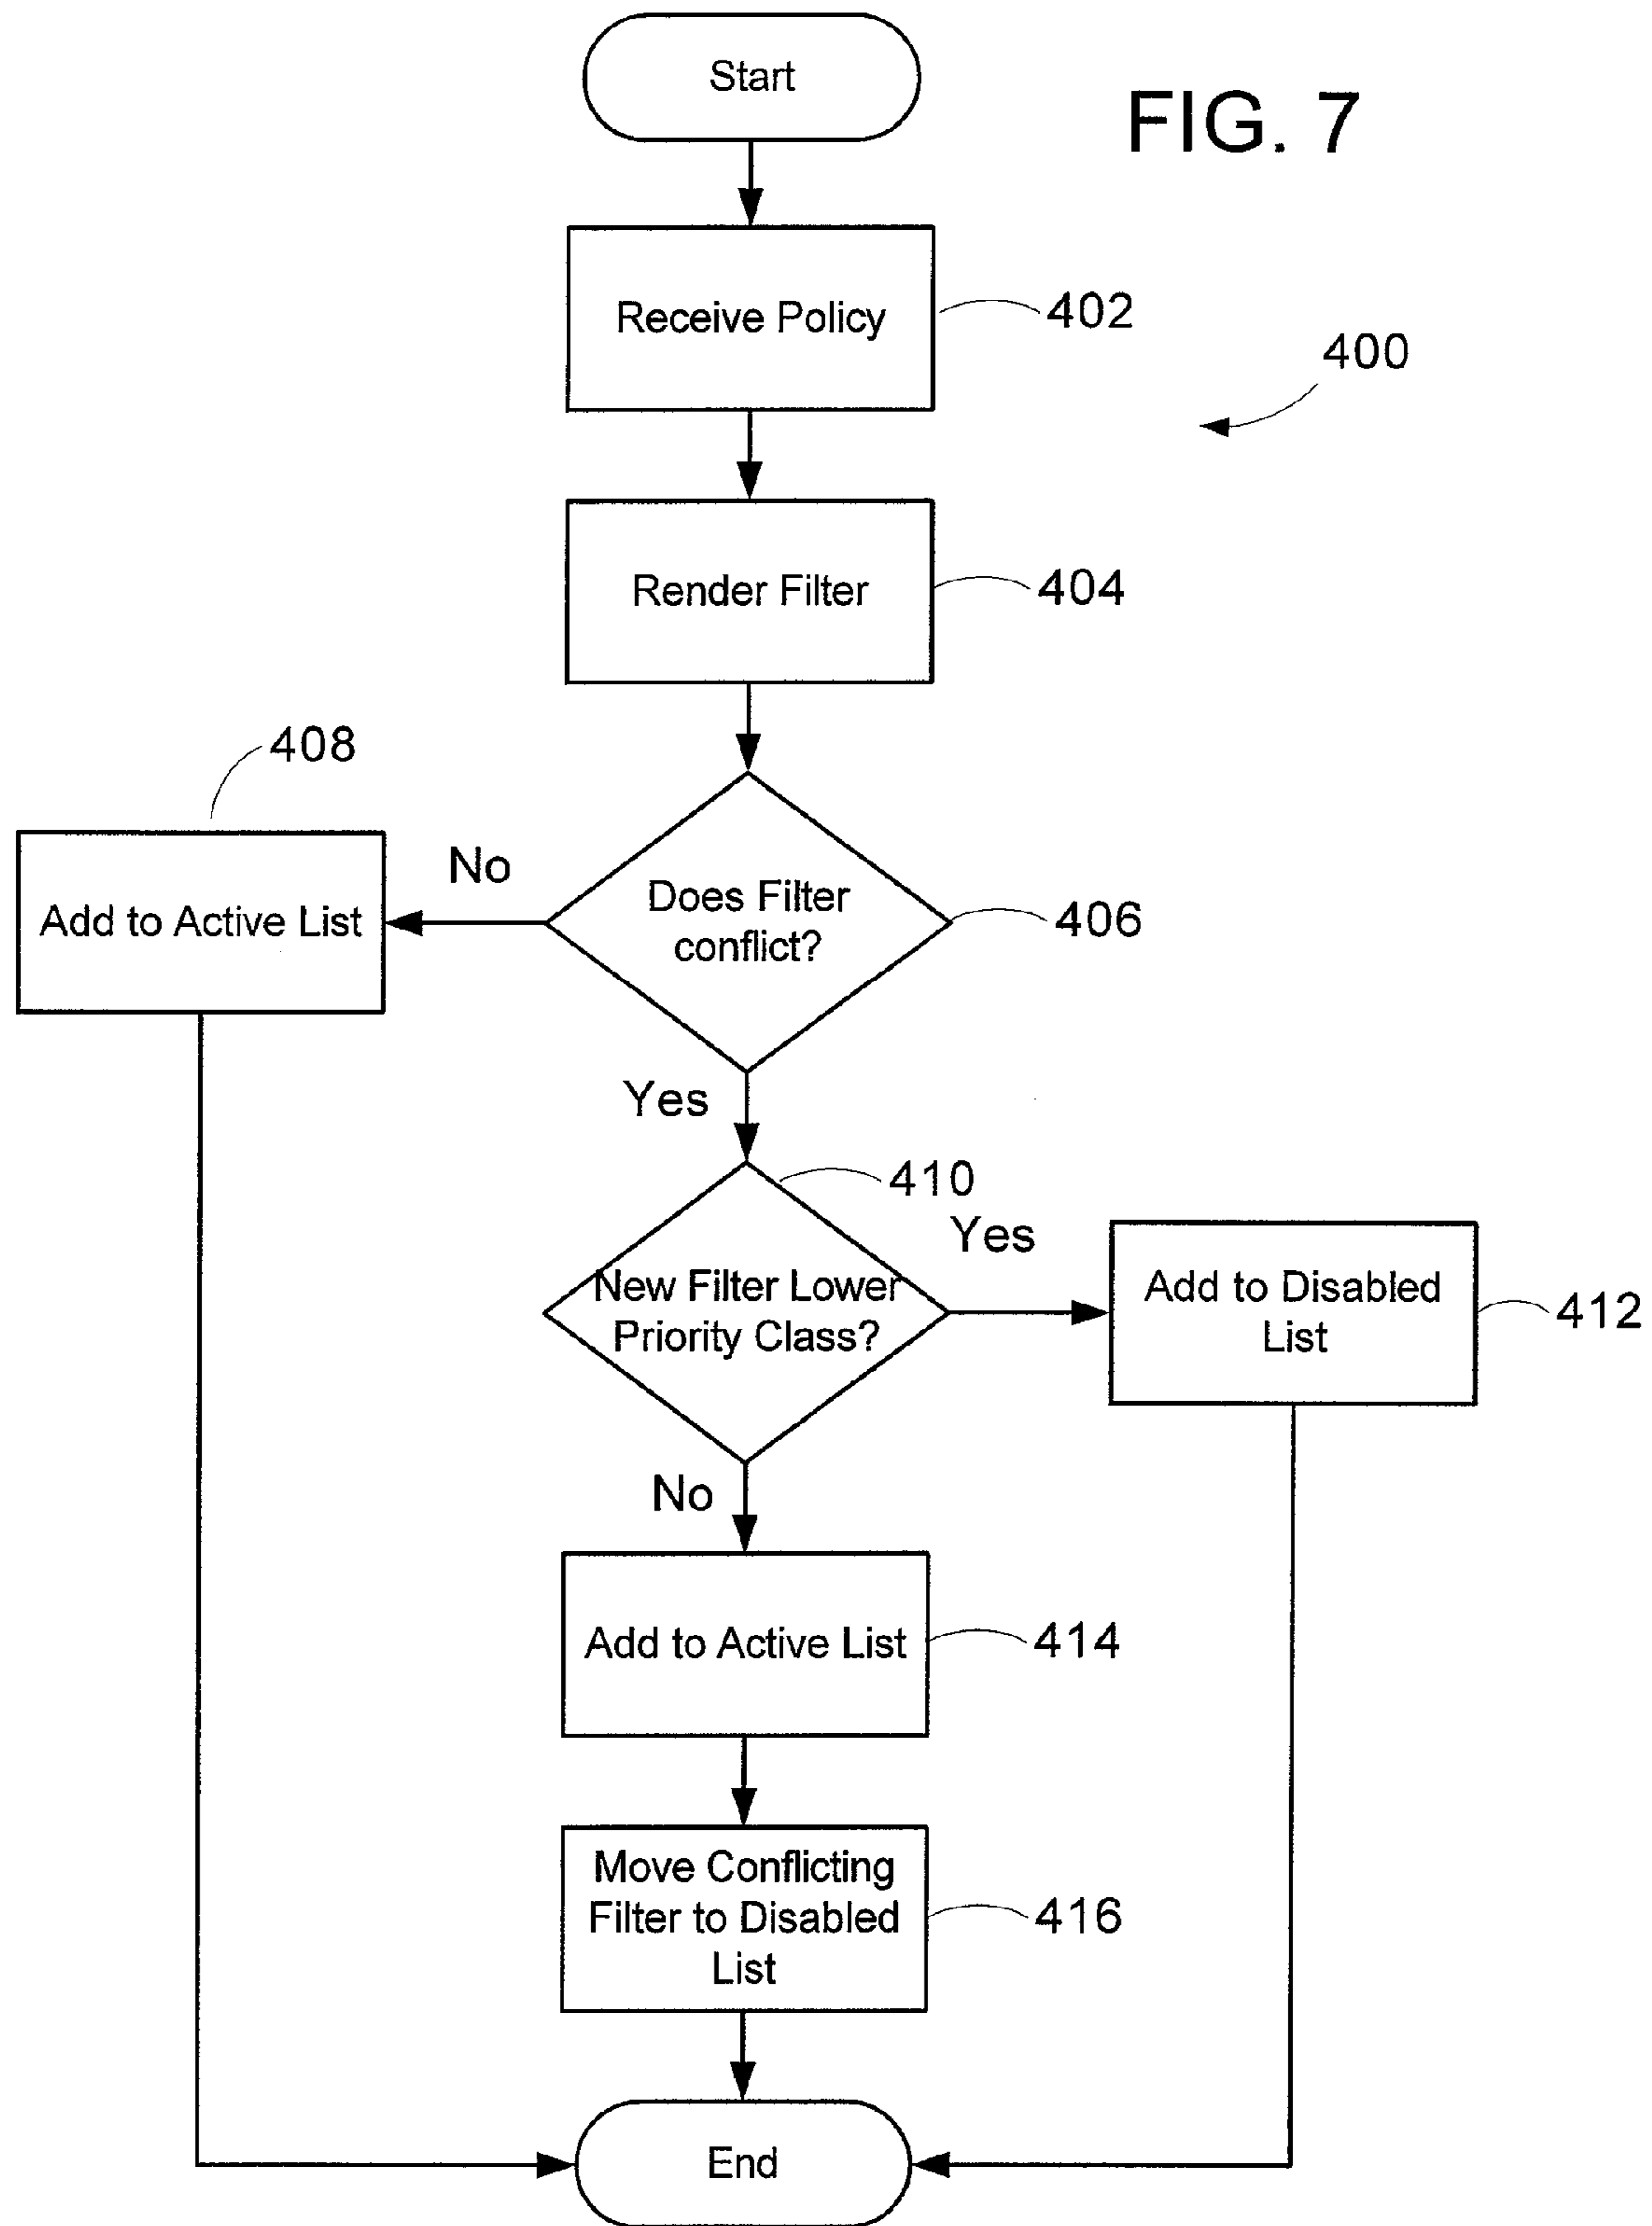 Start
FIG. 7
Receive Policy
402
400
Render Filter
404
408
Add to Active List
No
Does Filter
conflict?
406
Yes
410
Yes
New Filter Lower
Priority Class?
Add to Disabled
List
412
No
Add to Active List
414
Move Conflicting
Filter to Disabled
List
416
End